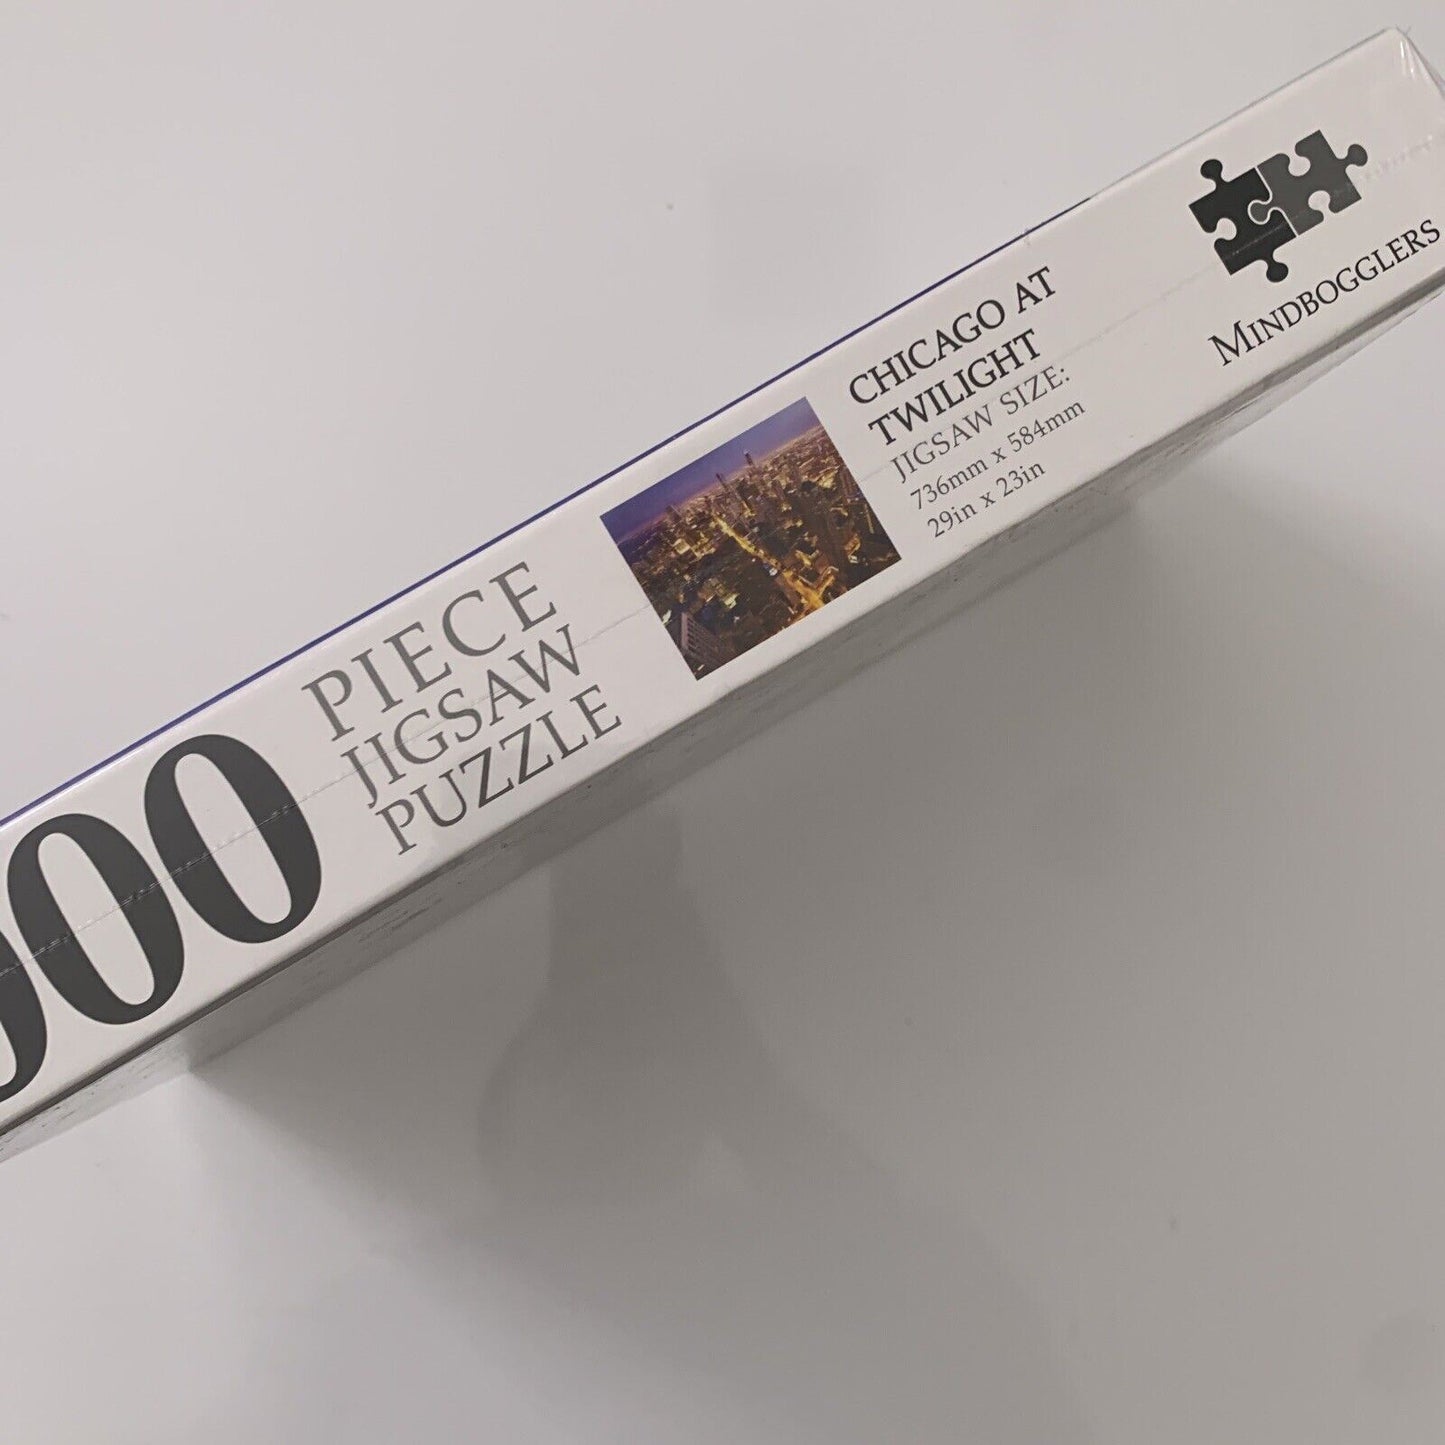 000
PIECE
JIGSAW
PUZZLE
CHICAGO AT
TWILIGHT
JIGSAW SIZE:
736mm x 584mm
29in x 23in
MINDBOGGLERS